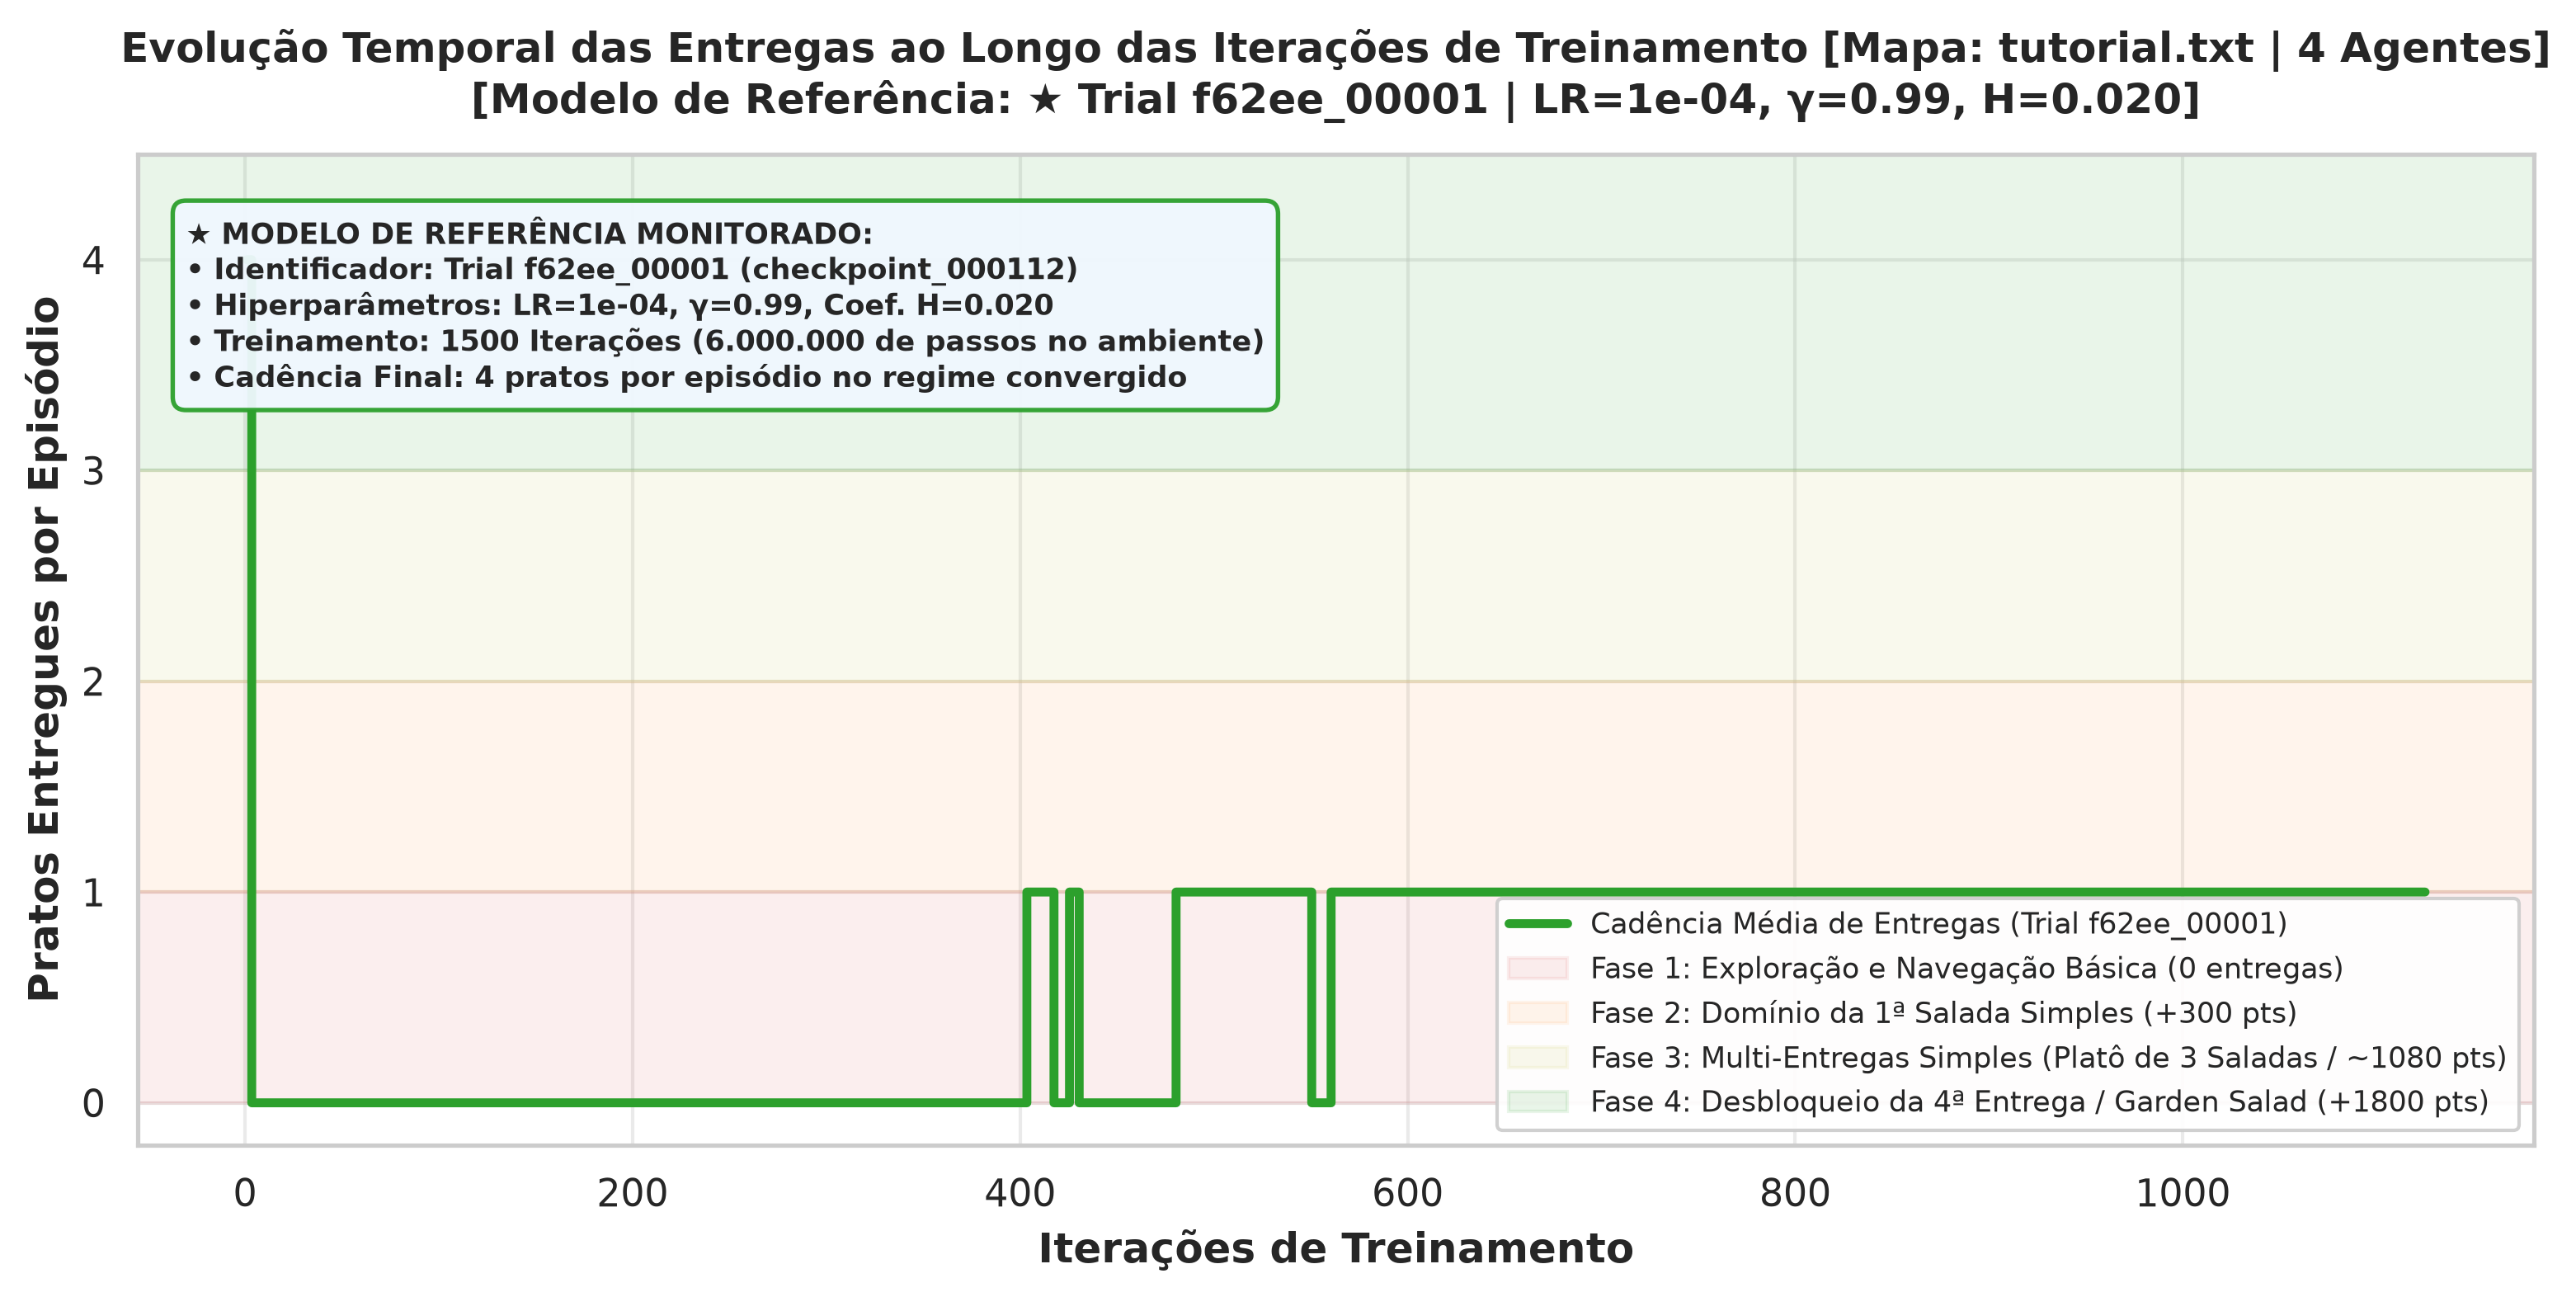 Evolução Temporal das Entregas ao Longo das Iterações de Treinamento [Mapa: tutorial.txt | 4 Agentes]
[Modelo de Referência: ★ Trial f62ee_00001 | LR=1e-04, γ=0.99, H=0.020]
Pratos Entregues por Episódio
4
3
2
1
0
★ MODELO DE REFERÊNCIA MONITORADO:
• Identificador: Trial f62ee_00001 (checkpoint_000112)
• Hiperparâmetros: LR=1e-04, γ=0.99, Coef. H=0.020
• Treinamento: 1500 Iterações (6.000.000 de passos no ambiente)
• Cadência Final: 4 pratos por episódio no regime convergido
Cadência Média de Entregas (Trial f62ee_00001)
Fase 1: Exploração e Navegação Básica (0 entregas)
Fase 2: Domínio da 1ª Salada Simples (+300 pts)
Fase 3: Multi-Entregas Simples (Platô de 3 Saladas / ~1080 pts)
Fase 4: Desbloqueio da 4ª Entrega / Garden Salad (+1800 pts)
0 200 400 600 800 1000
Iterações de Treinamento